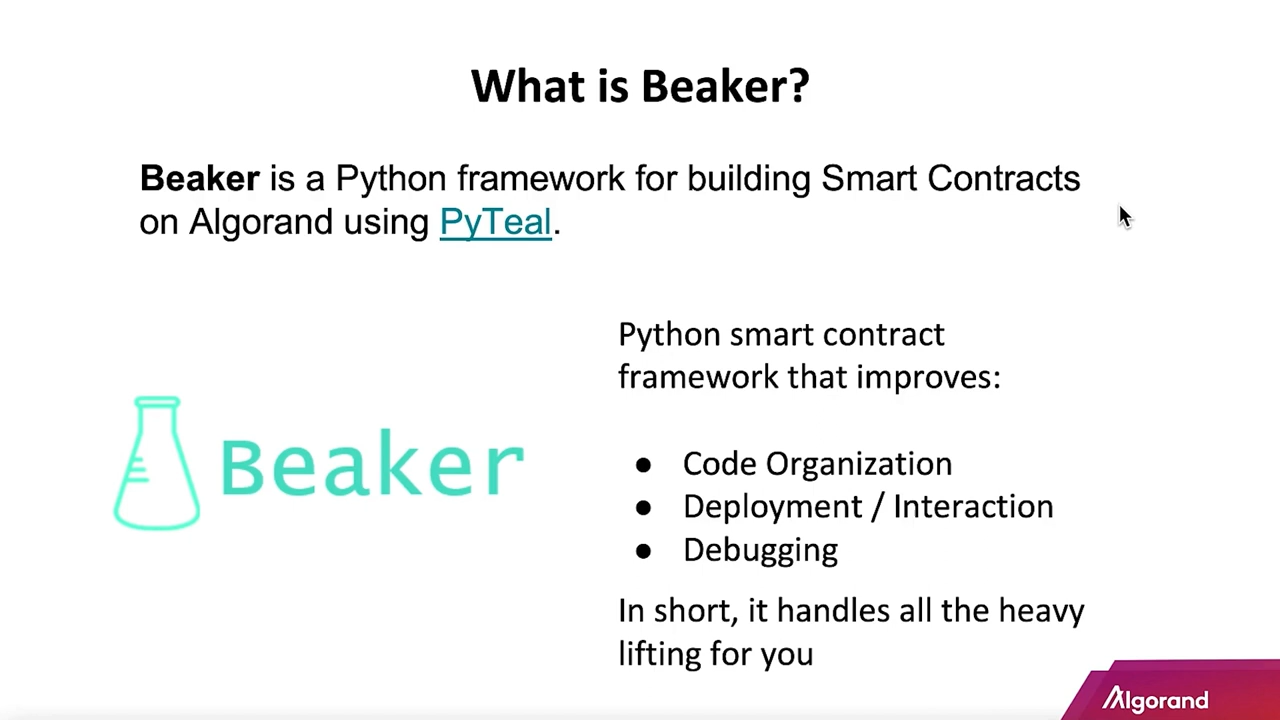 What is Beaker?
Beaker is a Python framework for building Smart Contracts
on Algorand using PyTeal.
Python smart contract
framework that improves:
● Code Organization
● Deployment / Interaction
● Debugging
In short, it handles all the heavy
lifting for you
Beaker
Algorand